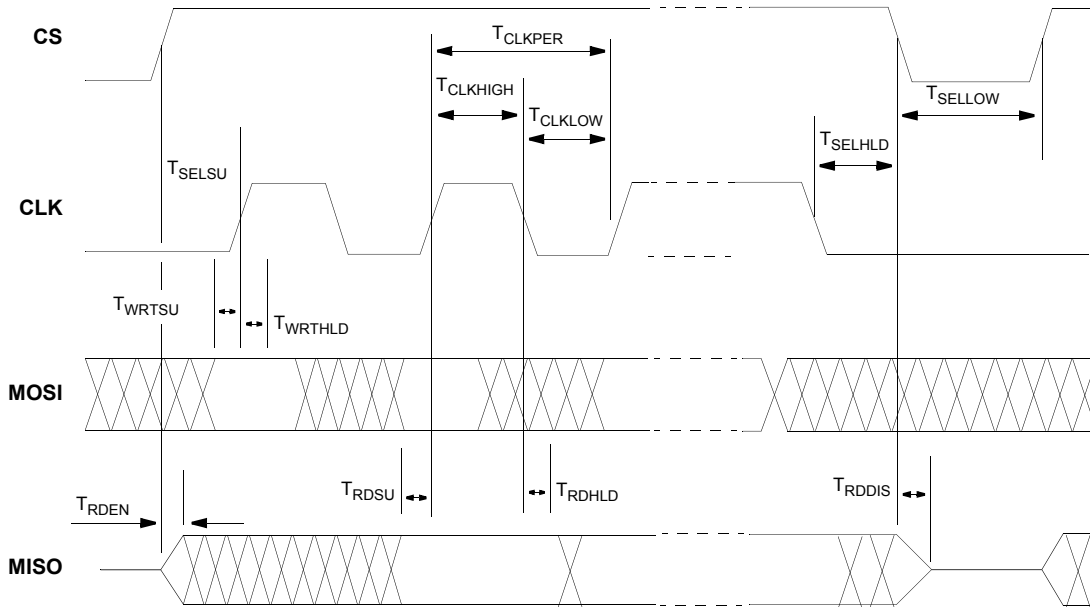 CS
T_CLKPER
T_CLKHIGH
T_CLKLOW
T_SELLOW
T_SELHLD
T_SELSU
CLK
T_WRTSU
T_WRTHLD
MOSI
T_RDSU
T_RDHLD
T_RDDIS
T_RDEN
MISO